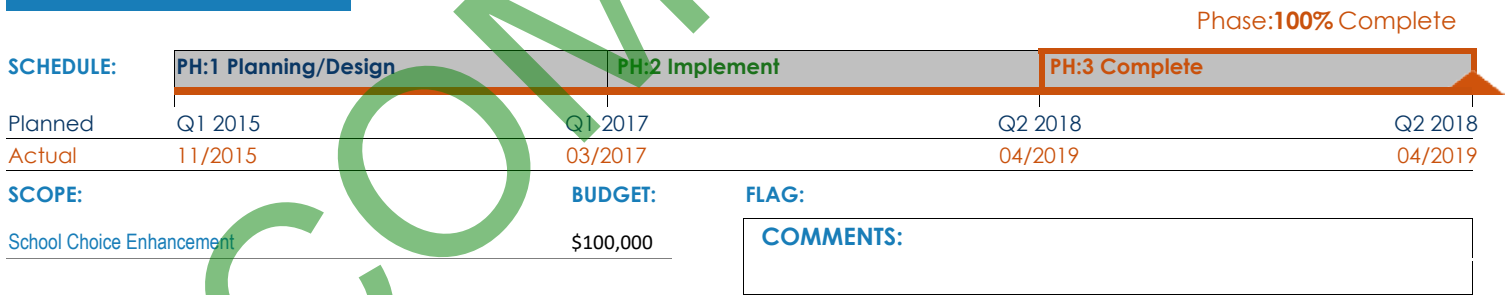 Phase:100% Complete
SCHEDULE: PH:1 Planning/Design PH:2 Implement PH:3 Complete
Planned Q1 2015 Q1 2017 Q2 2018 Q2 2018
Actual 11/2015 03/2017 04/2019 04/2019
SCOPE: BUDGET: FLAG:
School Choice Enhancement $100,000 COMMENTS:
COM